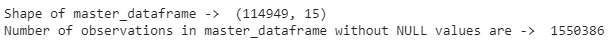 Shape of master_dataframe ->  (114949, 15)
Number of observations in master_dataframe without NULL values are ->  1550386